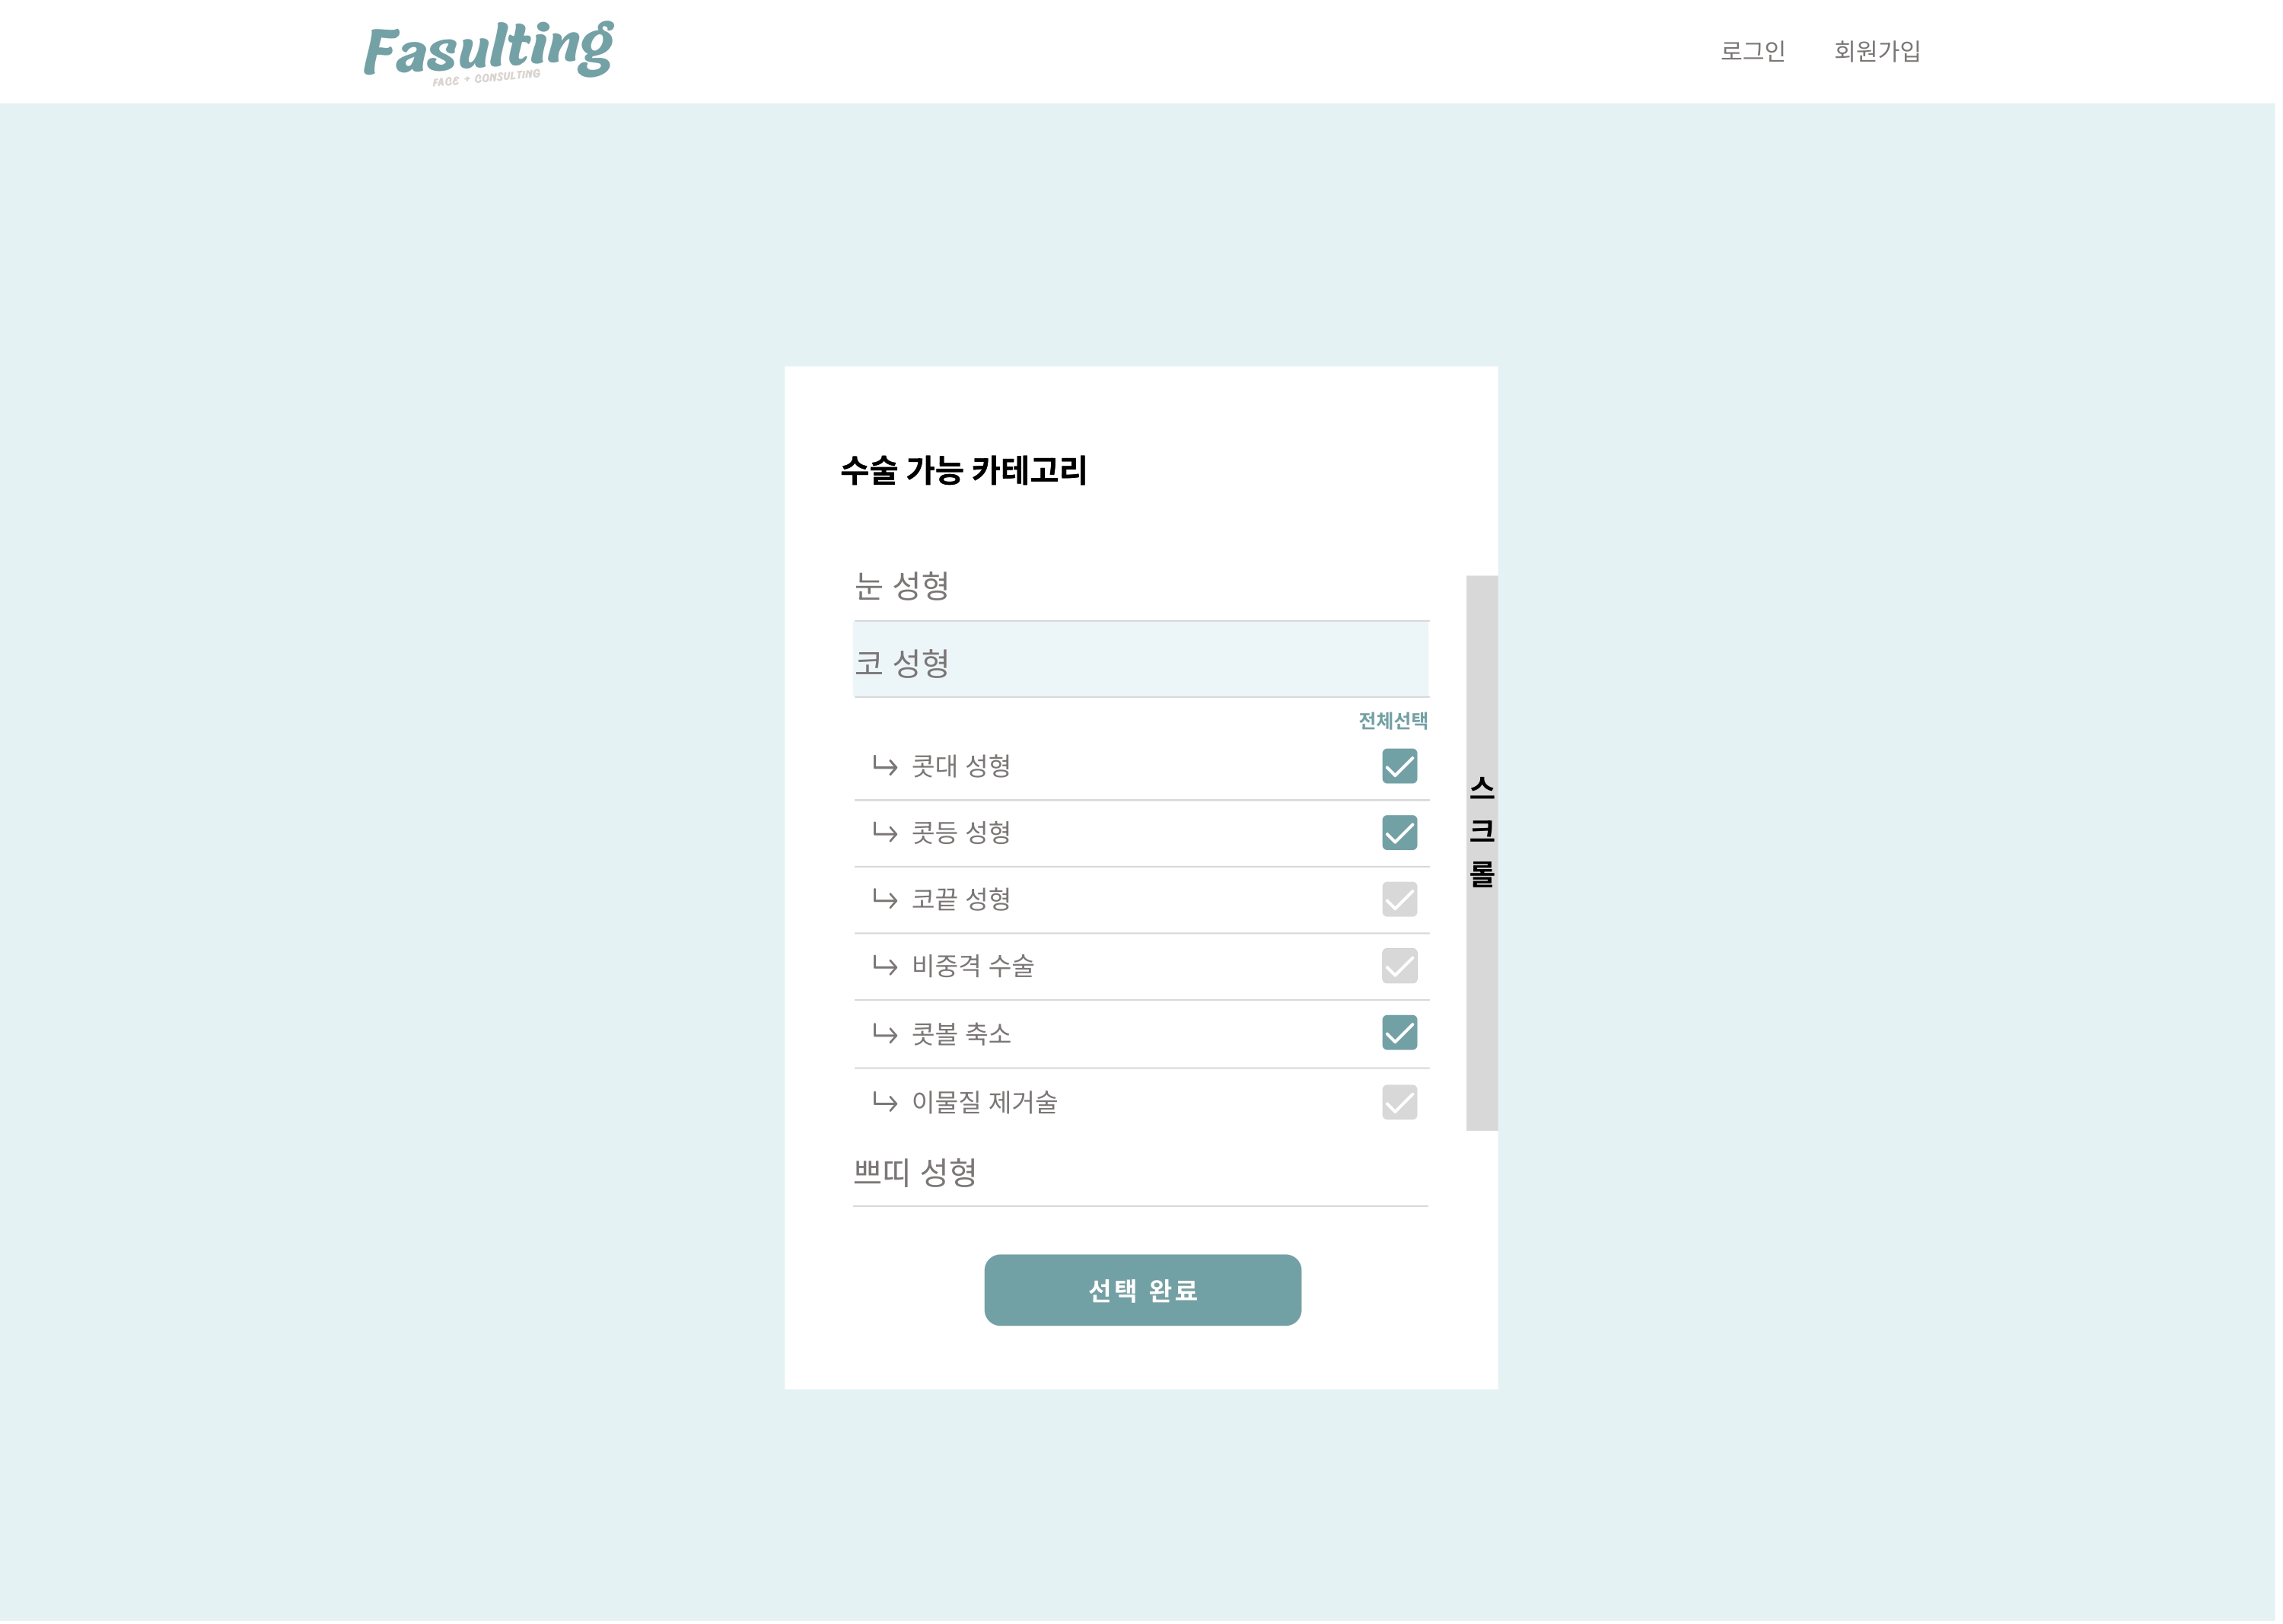 Fasulting
FACE + CONSULTING
로그인 회원가입
수술 가능 카테고리
눈 성형
코 성형
전체선택
콧대 성형
콧등 성형
코끝 성형
비중격 수술
콧볼 축소
이물질 제거술
쁘띠 성형
스
크
롤
선택 완료